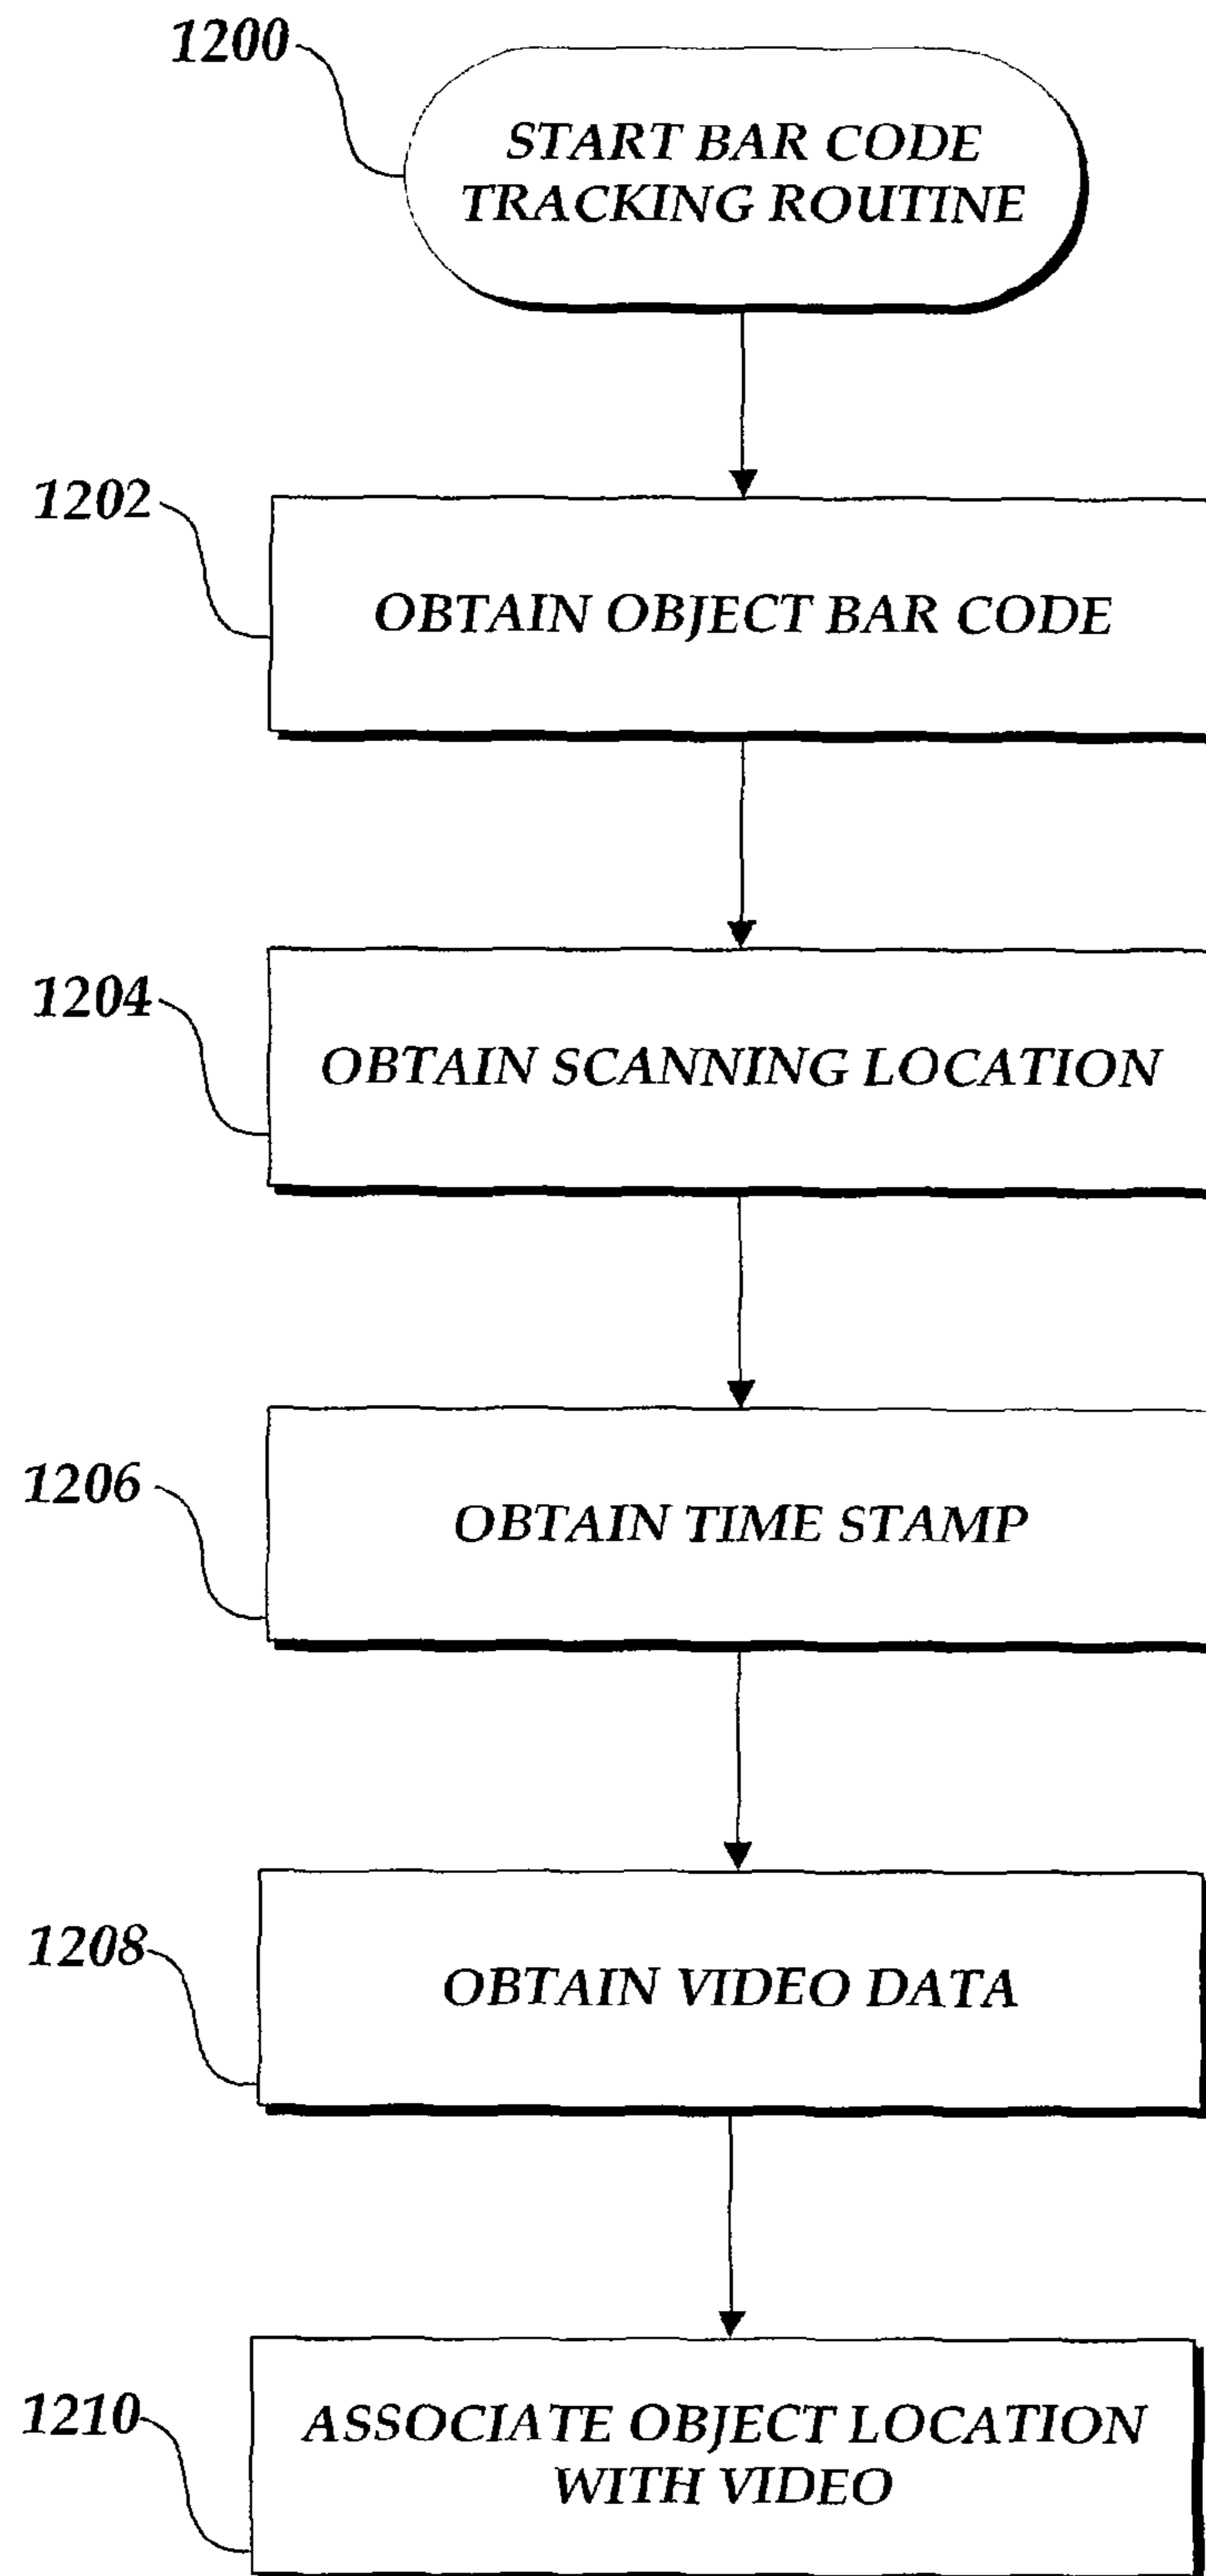 1200
START BAR CODE
TRACKING ROUTINE
1202
OBTAIN OBJECT BAR CODE
1204
OBTAIN SCANNING LOCATION
1206
OBTAIN TIME STAMP
1208
OBTAIN VIDEO DATA
1210
ASSOCIATE OBJECT LOCATION
WITH VIDEO